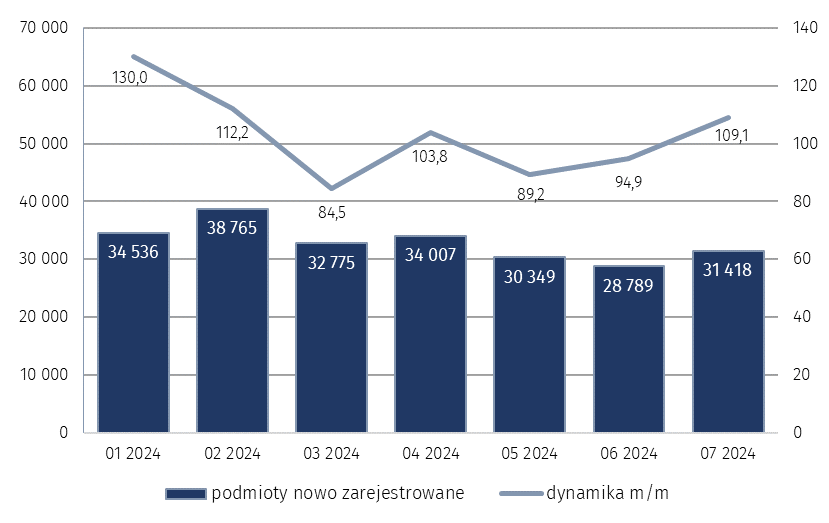 70 000 140
60 000 130,0 120
50 000 112,2 103,8 109,1 100
40 000 84,5 89,2 94,9 80
30 000 34 536 38 765 32 775 34 007 30 349 28 789 31 418 60
20 000 40
10 000 20
0 0
01 2024 02 2024 03 2024 04 2024 05 2024 06 2024 07 2024
podmioty nowo zarejestrowane dynamika m/m